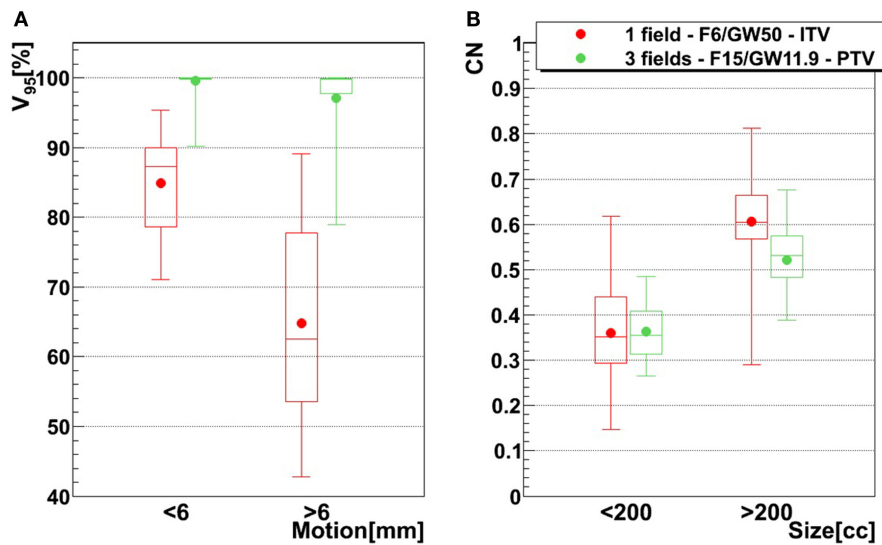 A
V95[%]
100
90
80
70
60
50
40
<6
>6
Motion[mm]
B
1 field - F6/GW50 - ITV
3 fields - F15/GW11.9 - PTV
CN
1
0.9
0.8
0.7
0.6
0.5
0.4
0.3
0.2
0.1
0
<200
>200
Size[cc]